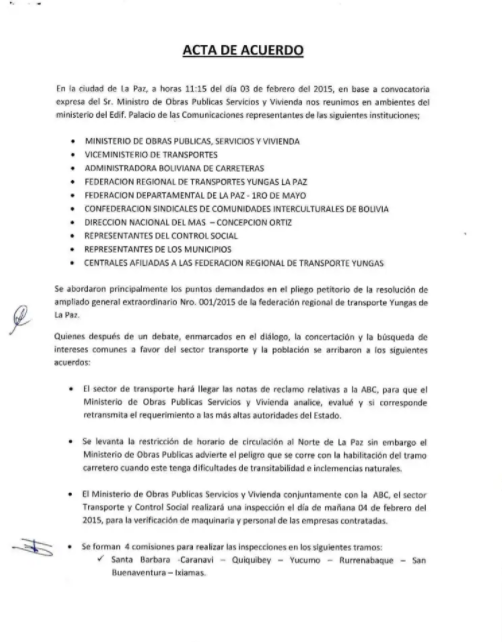 ACTA DE ACUERDO
En la ciudad de La Paz, a horas 11:15 del día 03 de febrero del 2015, en base a convocatoria
expresa del Sr. Ministro de Obras Publicas Servicios y Vivienda nos reunimos en ambientes del
ministerio del Edif. Palacio de las Comunicaciones representantes de las siguientes instituciones;
• MINISTERIO DE OBRAS PUBLICAS, SERVICIOS Y VIVIENDA
• VICEMINISTERIO DE TRANSPORTES
• ADMINISTRADORA BOLIVIANA DE CARRETERAS
• FEDERACION REGIONAL DE TRANSPORTES YUNGAS LA PAZ
• FEDERACION DEPARTAMENTAL DE LA PAZ - 1RO DE MAYO
• CONFEDERACION SINDICALES DE COMUNIDADES INTERCULTURALES DE BOLIVIA
• DIRECCION NACIONAL DEL MAS – CONCEPCION ORTIZ
• REPRESENTANTES DEL CONTROL SOCIAL
• REPRESENTANTES DE LOS MUNICIPIOS
• CENTRALES AFILIADAS A LAS FEDERACION REGIONAL DE TRANSPORTE YUNGAS
Se abordaron principalmente los puntos demandados en el pliego petitorio de la resolución de
ampliado general extraordinario Nro. 001/2015 de la federación regional de transporte Yungas de
La Paz.
Quienes después de un debate, enmarcados en el diálogo, la concertación y la búsqueda de
intereses comunes a favor del sector transporte y la población se arribaron a los siguientes
acuerdos:
• El sector de transporte hará llegar las notas de reclamo relativas a la ABC, para que el
Ministerio de Obras Publicas Servicios y Vivienda analice, evalué y si corresponde
retransmita el requerimiento a las más altas autoridades del Estado.
• Se levanta la restricción de horario de circulación al Norte de La Paz sin embargo el
Ministerio de Obras Publicas advierte el peligro que se corre con la habilitación del tramo
carretero cuando este tenga dificultades de transitabilidad e inclemencias naturales.
• El Ministerio de Obras Publicas Servicios y Vivienda conjuntamente con la ABC, el sector
Transporte y Control Social realizará una inspección el día de mañana 04 de febrero del
2015, para la verificación de maquinaria y personal de las empresas contratadas.
• Se forman 4 comisiones para realizar las inspecciones en los siguientes tramos:
✓ Santa Barbara -Caranavi – Quiquibey – Yucumo – Rurrenabaque – San
Buenaventura – Ixiamas.